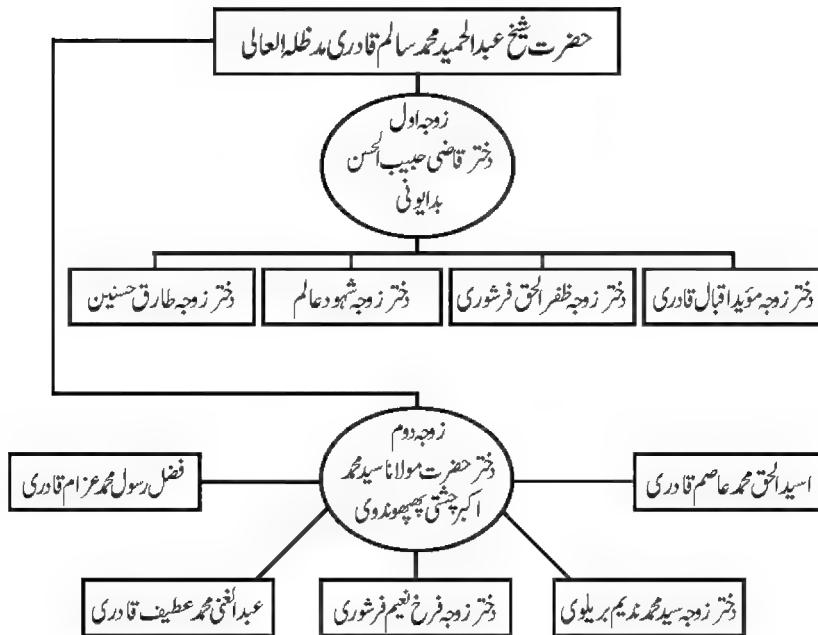 حضرت شیخ عبدالحمید محمد سالم قادری مدظلہ العالی
زوجہ اول
دختر قاضی حبیب الحسن
بدایونی
دختر زوجہ مؤید اقبال قادری
دختر زوجہ ظفر الحق فرشوری
دختر زوجہ شہود عالم
دختر زوجہ طارق حسنین
زوجہ دوم
دختر حضرت مولانا سید محمد
اکبر چشتی پھپھوندوی
اسید الحق محمد عاصم قادری
فضل رسول محمد عزام قادری
دختر زوجہ سید محمد ندیم بریلوی
دختر زوجہ فرخ نعیم فرشوری
عبدالغنی محمد عطیف قادری